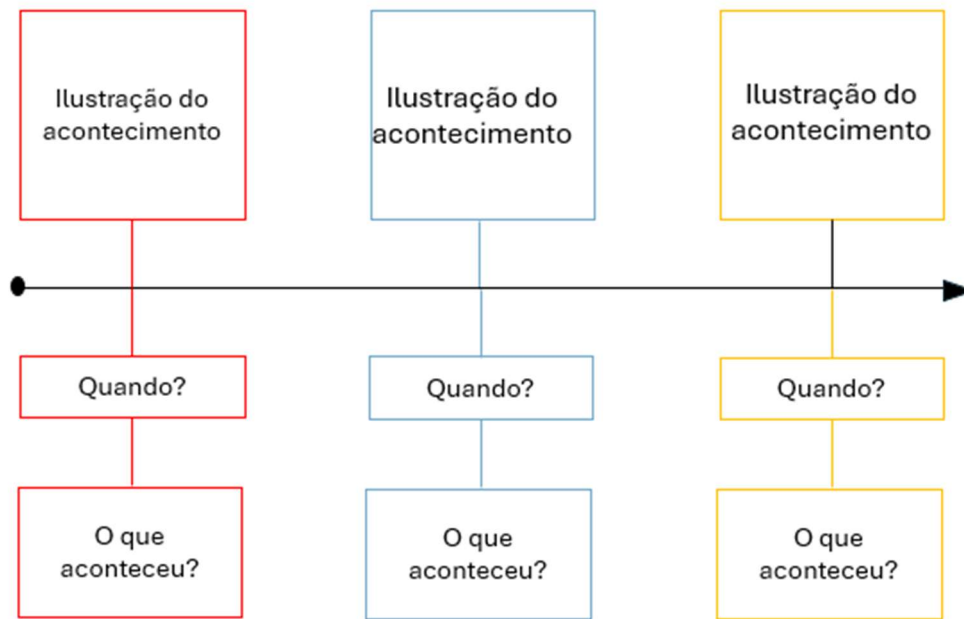 Ilustração do
acontecimento
Ilustração do
acontecimento
Ilustração do
acontecimento
Quando?
Quando?
Quando?
O que
aconteceu?
O que
aconteceu?
O que
aconteceu?